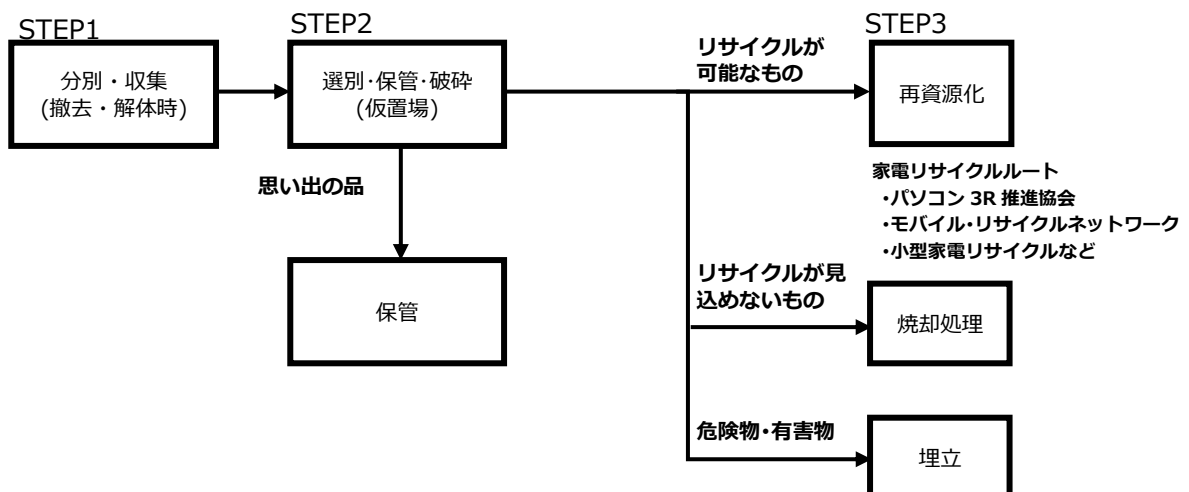 STEP1
分別・収集
(撤去・解体時)
STEP2
選別･保管･破砕
(仮置場)
思い出の品
保管
リサイクルが
可能なもの
STEP3
再資源化
家電リサイクルルート
・パソコン 3R 推進協会
・モバイル・リサイクルネットワーク
・小型家電リサイクルなど
リサイクルが見
込めないもの
焼却処理
危険物・有害物
埋立